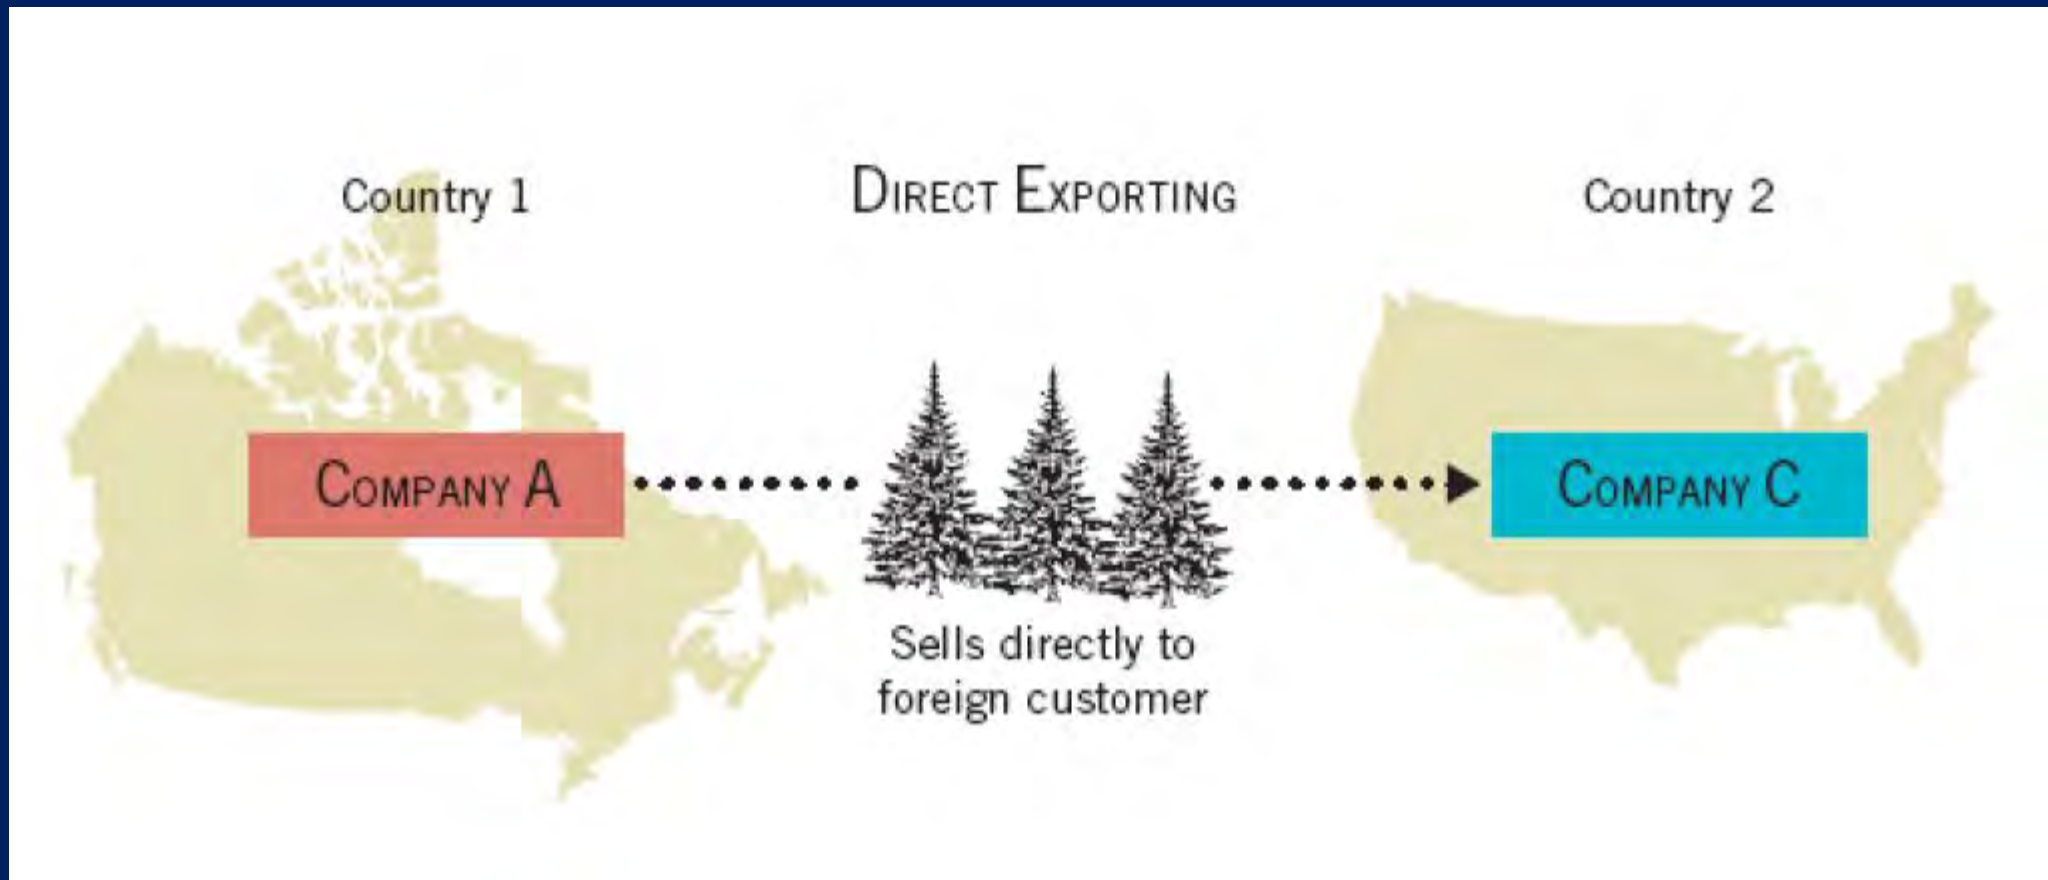 Country 1
DIRECT EXPORTING
Country 2
COMPANY A
COMPANY C
Sells directly to
foreign customer